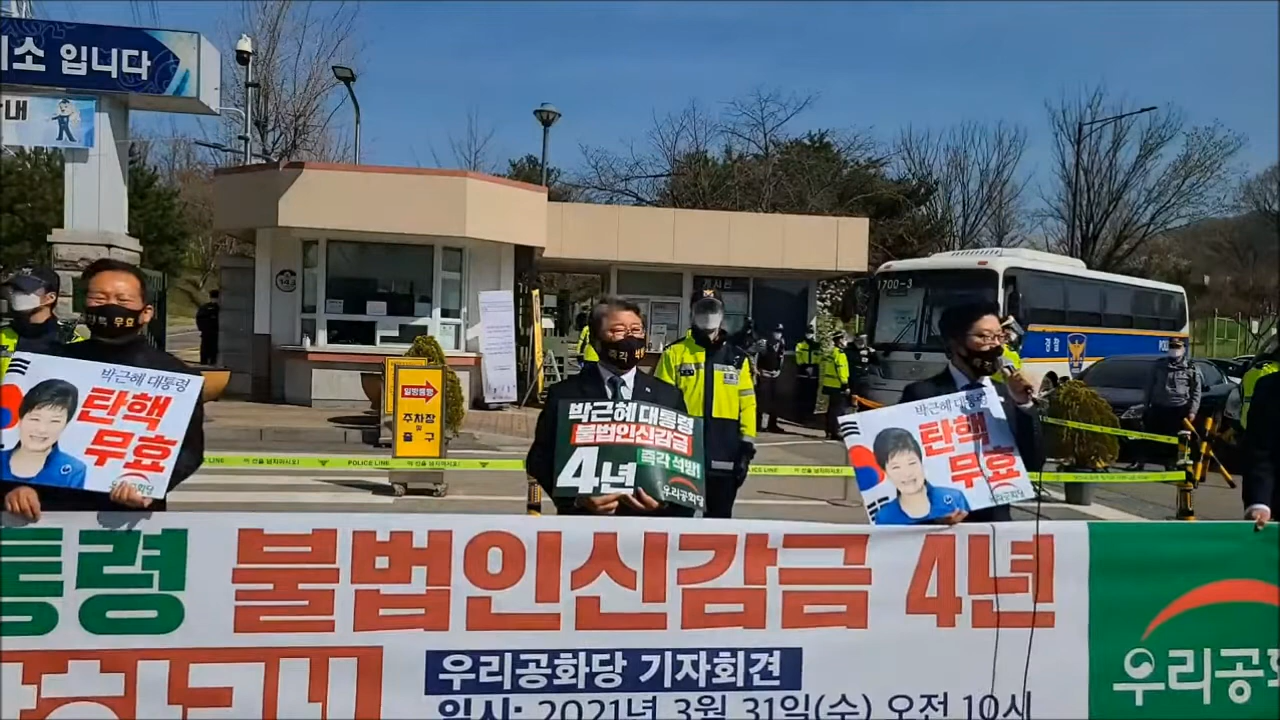 소 입니다
내
1700-3
경찰
일방통행
주차장
및
출구
POLICE LINE
박근혜 대통령
탄핵
무효
박근혜 대통령
불법인신감금
4년
즉각 석방!
우리공화당
박근혜 대통령
탄핵
무효
우리공화당
통령 불법인신감금 4년
우리공화당 기자회견
일시: 2021년 3월 31일(수) 오전 10시
우리공화